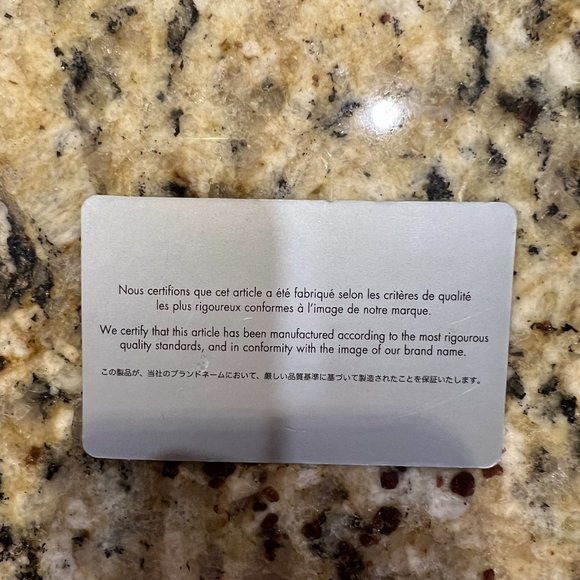 Nous certifions que cet article a été fabriqué selon les critères de qualité
les plus rigoureux conformes à l'image de notre marque.
We certify that this article has been manufactured according to the most rigourous
quality standards, and in conformity with the image of our brand name.
この製品が、当社のブランドネームにおいて、厳しい品質基準に基づいて製造されたことを保証いたします。